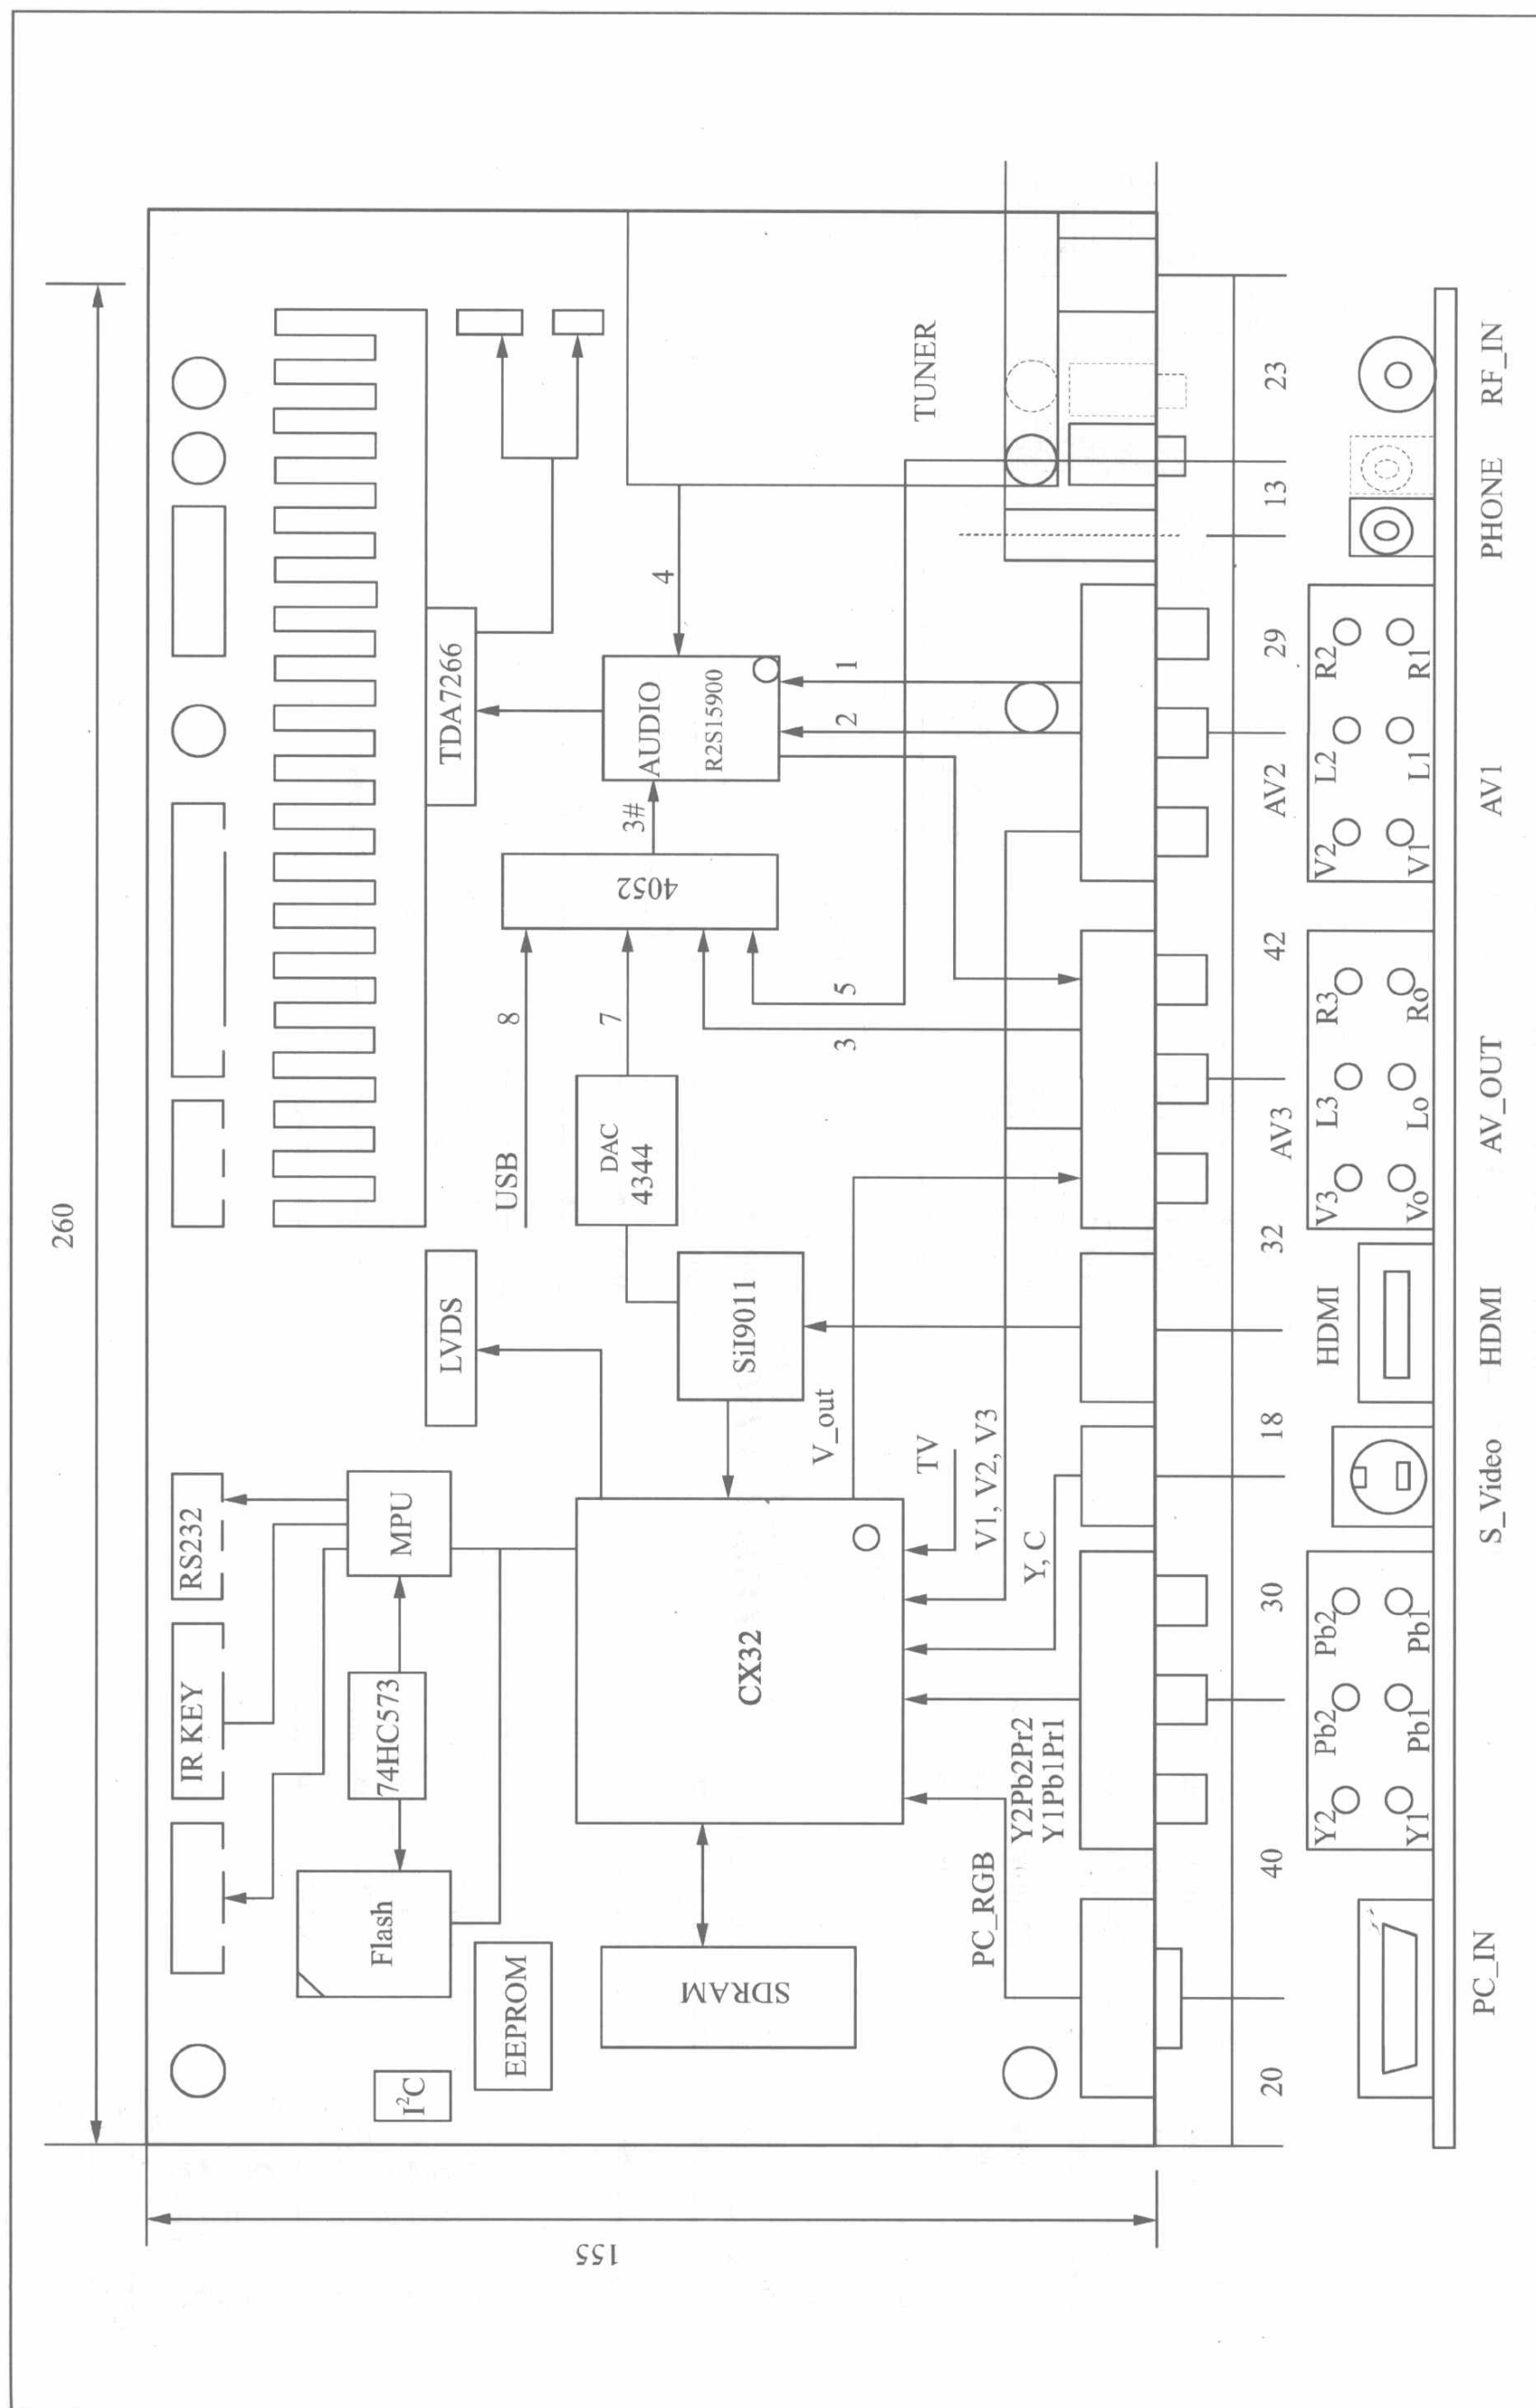 260
155
RS232
IR KEY
MPU
74HC573
Flash
I²C
EEPROM
SDRAM
CX32
LVDS
SiI9011
DAC
4344
USB
8
7
4052
3#
TDA7266
AUDIO
R2S15900
4
1
2
5
3
TUNER
V_out
TV
V1, V2, V3
Y, C
Y2Pb2Pr2
Y1Pb1Pr1
PC_RGB
20
40
30
18
32
AV3
42
AV2
29
13
23
Y2
Pb2
Pb2
Y1
Pb1
Pb1
HDMI
V3
L3
R3
Vo
Lo
Ro
V2
L2
R2
V1
L1
R1
PC_IN
S_Video
HDMI
AV_OUT
AV1
PHONE
RF_IN